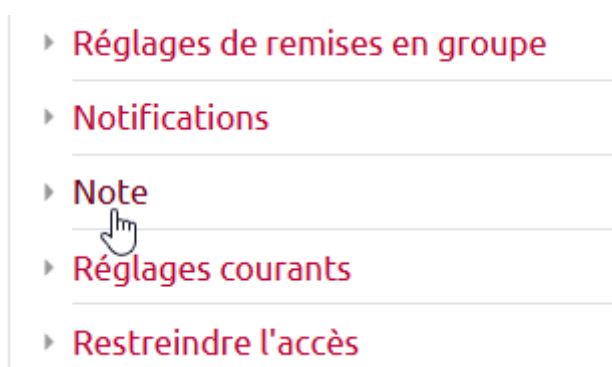 Réglages de remises en groupe
Notifications
Note
Réglages courants
Restreindre l'accès